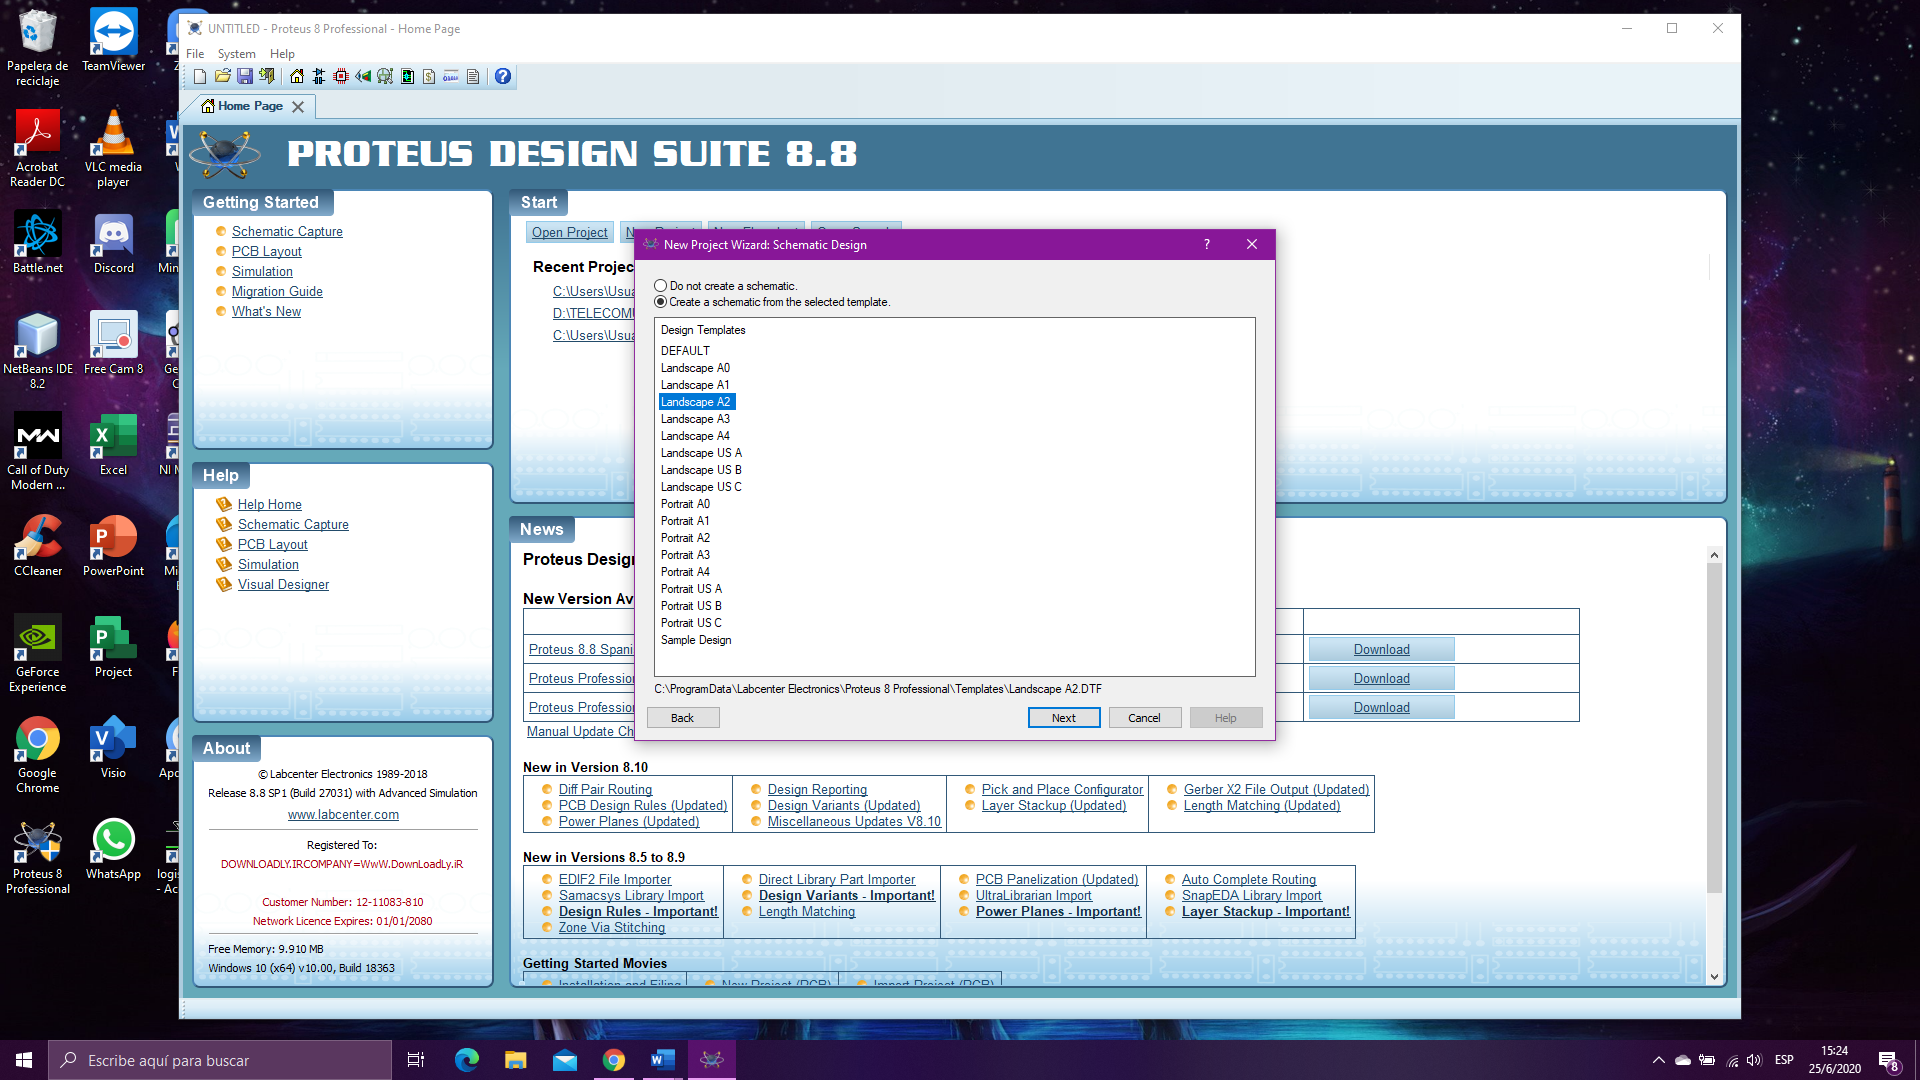 Papelera de
reciclaje
TeamViewer
Acrobat
Reader DC
VLC media
player
Battle.net
Discord
NetBeans IDE
8.2
Free Cam 8
Call of Duty
Modern ...
Excel
CCleaner
PowerPoint
GeForce
Experience
Project
Google
Chrome
Visio
Proteus 8
Professional
WhatsApp
UNTITLED - Proteus 8 Professional - Home Page
File System Help
Home Page
PROTEUS DESIGN SUITE 8.8
Getting Started
Schematic Capture
PCB Layout
Simulation
Migration Guide
What's New
Help
Help Home
Schematic Capture
PCB Layout
Simulation
Visual Designer
About
© Labcenter Electronics 1989-2018
Release 8.8 SP1 (Build 27031) with Advanced Simulation
www.labcenter.com
Registered To:
DOWNLOADLY.IRCOMPANY=WwW.DownLoadLy.iR
Customer Number: 12-11083-810
Network Licence Expires: 01/01/2080
Free Memory: 9.910 MB
Windows 10 (x64) v10.00, Build 18363
Start
Open Project
Recent Projec
C:\Users\Usua
D:\TELECOMU
C:\Users\Usua
New Project Wizard: Schematic Design
Do not create a schematic.
Create a schematic from the selected template.
Design Templates
DEFAULT
Landscape A0
Landscape A1
Landscape A2
Landscape A3
Landscape A4
Landscape US A
Landscape US B
Landscape US C
Portrait A0
Portrait A1
Portrait A2
Portrait A3
Portrait A4
Portrait US A
Portrait US B
Portrait US C
Sample Design
C:\ProgramData\Labcenter Electronics\Proteus 8 Professional\Templates\Landscape A2.DTF
Back Next Cancel Help
News
Proteus Desig
New Version Av
Proteus 8.8 Spani Download
Proteus Professio Download
Proteus Professio Download
Manual Update Ch
New in Version 8.10
Diff Pair Routing
PCB Design Rules (Updated)
Power Planes (Updated)
Design Reporting
Design Variants (Updated)
Miscellaneous Updates V8.10
Pick and Place Configurator
Layer Stackup (Updated)
Gerber X2 File Output (Updated)
Length Matching (Updated)
New in Versions 8.5 to 8.9
EDIF2 File Importer
Samacsys Library Import
Design Rules - Important!
Zone Via Stitching
Direct Library Part Importer
Design Variants - Important!
Length Matching
PCB Panelization (Updated)
UltraLibrarian Import
Power Planes - Important!
Auto Complete Routing
SnapEDA Library Import
Layer Stackup - Important!
Getting Started Movies
Installation and Filing
New Project (PCB)
Import Project (PCB)
Escribe aquí para buscar
ESP
15:24
25/6/2020
8